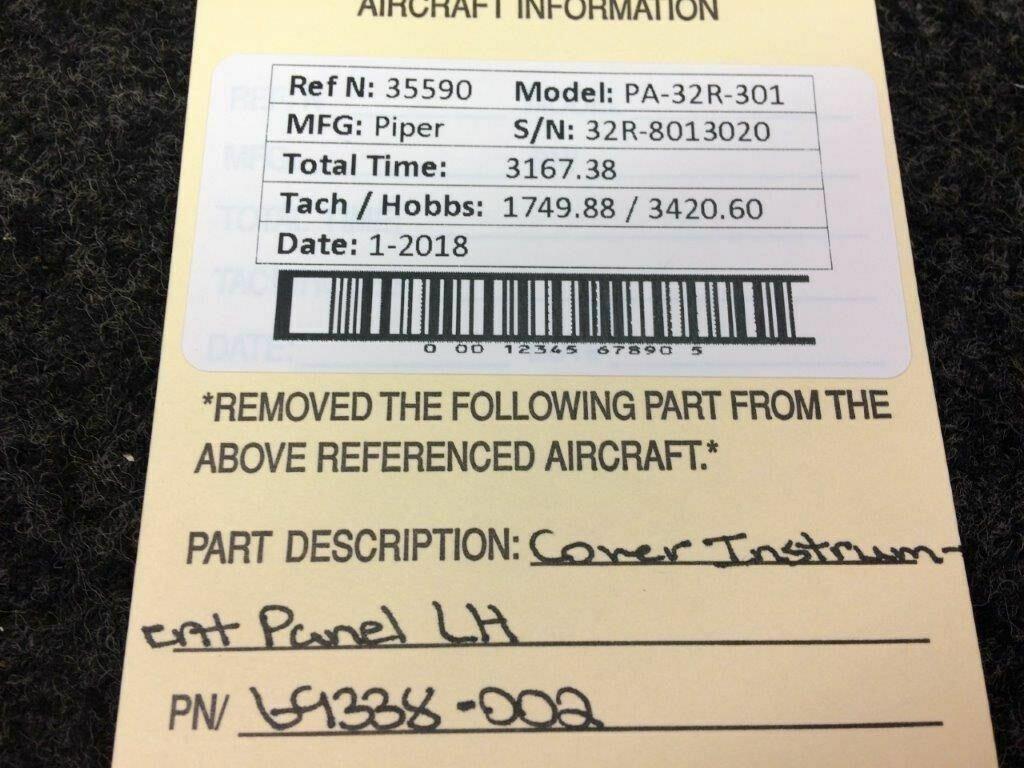 AIRCRAFT INFORMATION
Ref N: 35590 Model: PA-32R-301
MFG: Piper S/N: 32R-8013020
Total Time: 3167.38
Tach / Hobbs: 1749.88 / 3420.60
Date: 1-2018
0 00 12345 67890 5
*REMOVED THE FOLLOWING PART FROM THE
ABOVE REFERENCED AIRCRAFT.*
PART DESCRIPTION: Cover Instrum-
ent Panel LH
PN/ 69338-002